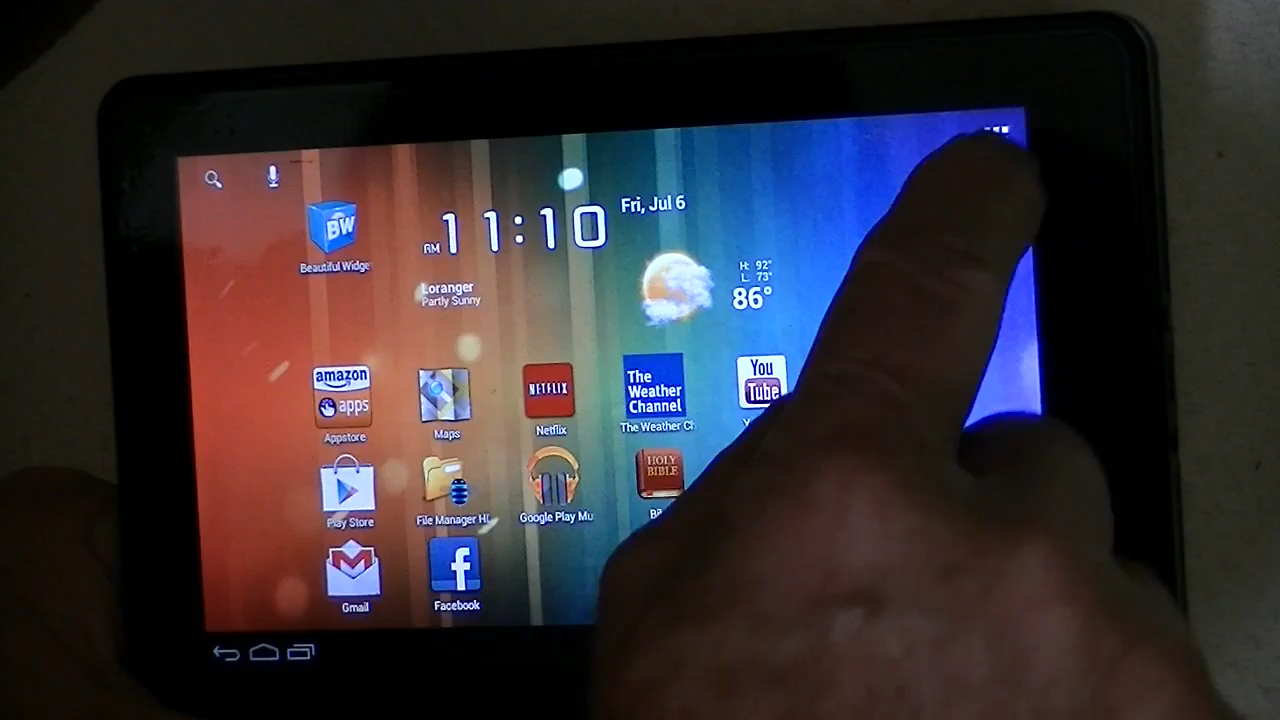 BW
Beautiful Widge
AM 11:10
Fri, Jul 6
Loranger
Partly Sunny
H: 92°
L: 73°
86°
amazon
apps
Appstore
Maps
NETFLIX
Netflix
The
Weather
Channel
The Weather Ch
You
Tube
Play Store
File Manager HD
Google Play Mu
HOLY
BIBLE
Gmail
f
Facebook